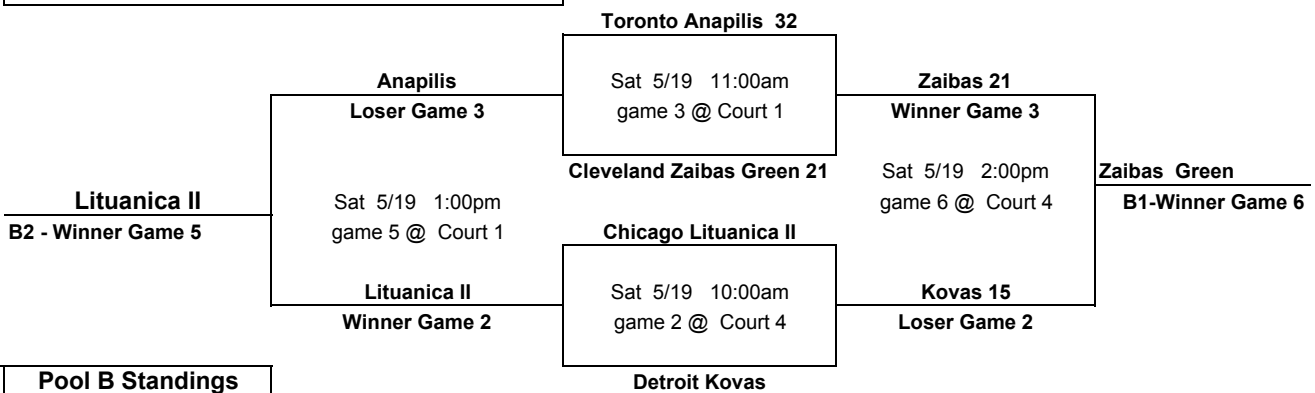 Toronto Anapilis 32
Anapilis
Sat 5/19 11:00am
Zaibas 21
Loser Game 3
game 3 @ Court 1
Winner Game 3
Cleveland Zaibas Green 21
Sat 5/19 2:00pm
Zaibas Green
Lituanica II
Sat 5/19 1:00pm
game 6 @ Court 4
B1-Winner Game 6
B2 - Winner Game 5
game 5 @ Court 1
Chicago Lituanica II
Lituanica II
Sat 5/19 10:00am
Kovas 15
Winner Game 2
game 2 @ Court 4
Loser Game 2
Pool B Standings
Detroit Kovas